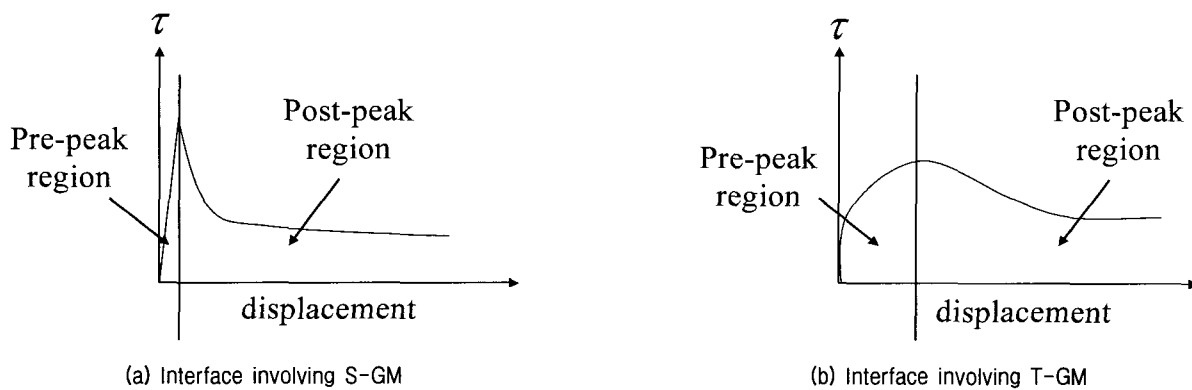 τ
Pre-peak
region
Post-peak
region
displacement
(a) Interface involving S-GM
τ
Pre-peak
region
Post-peak
region
displacement
(b) Interface involving T-GM